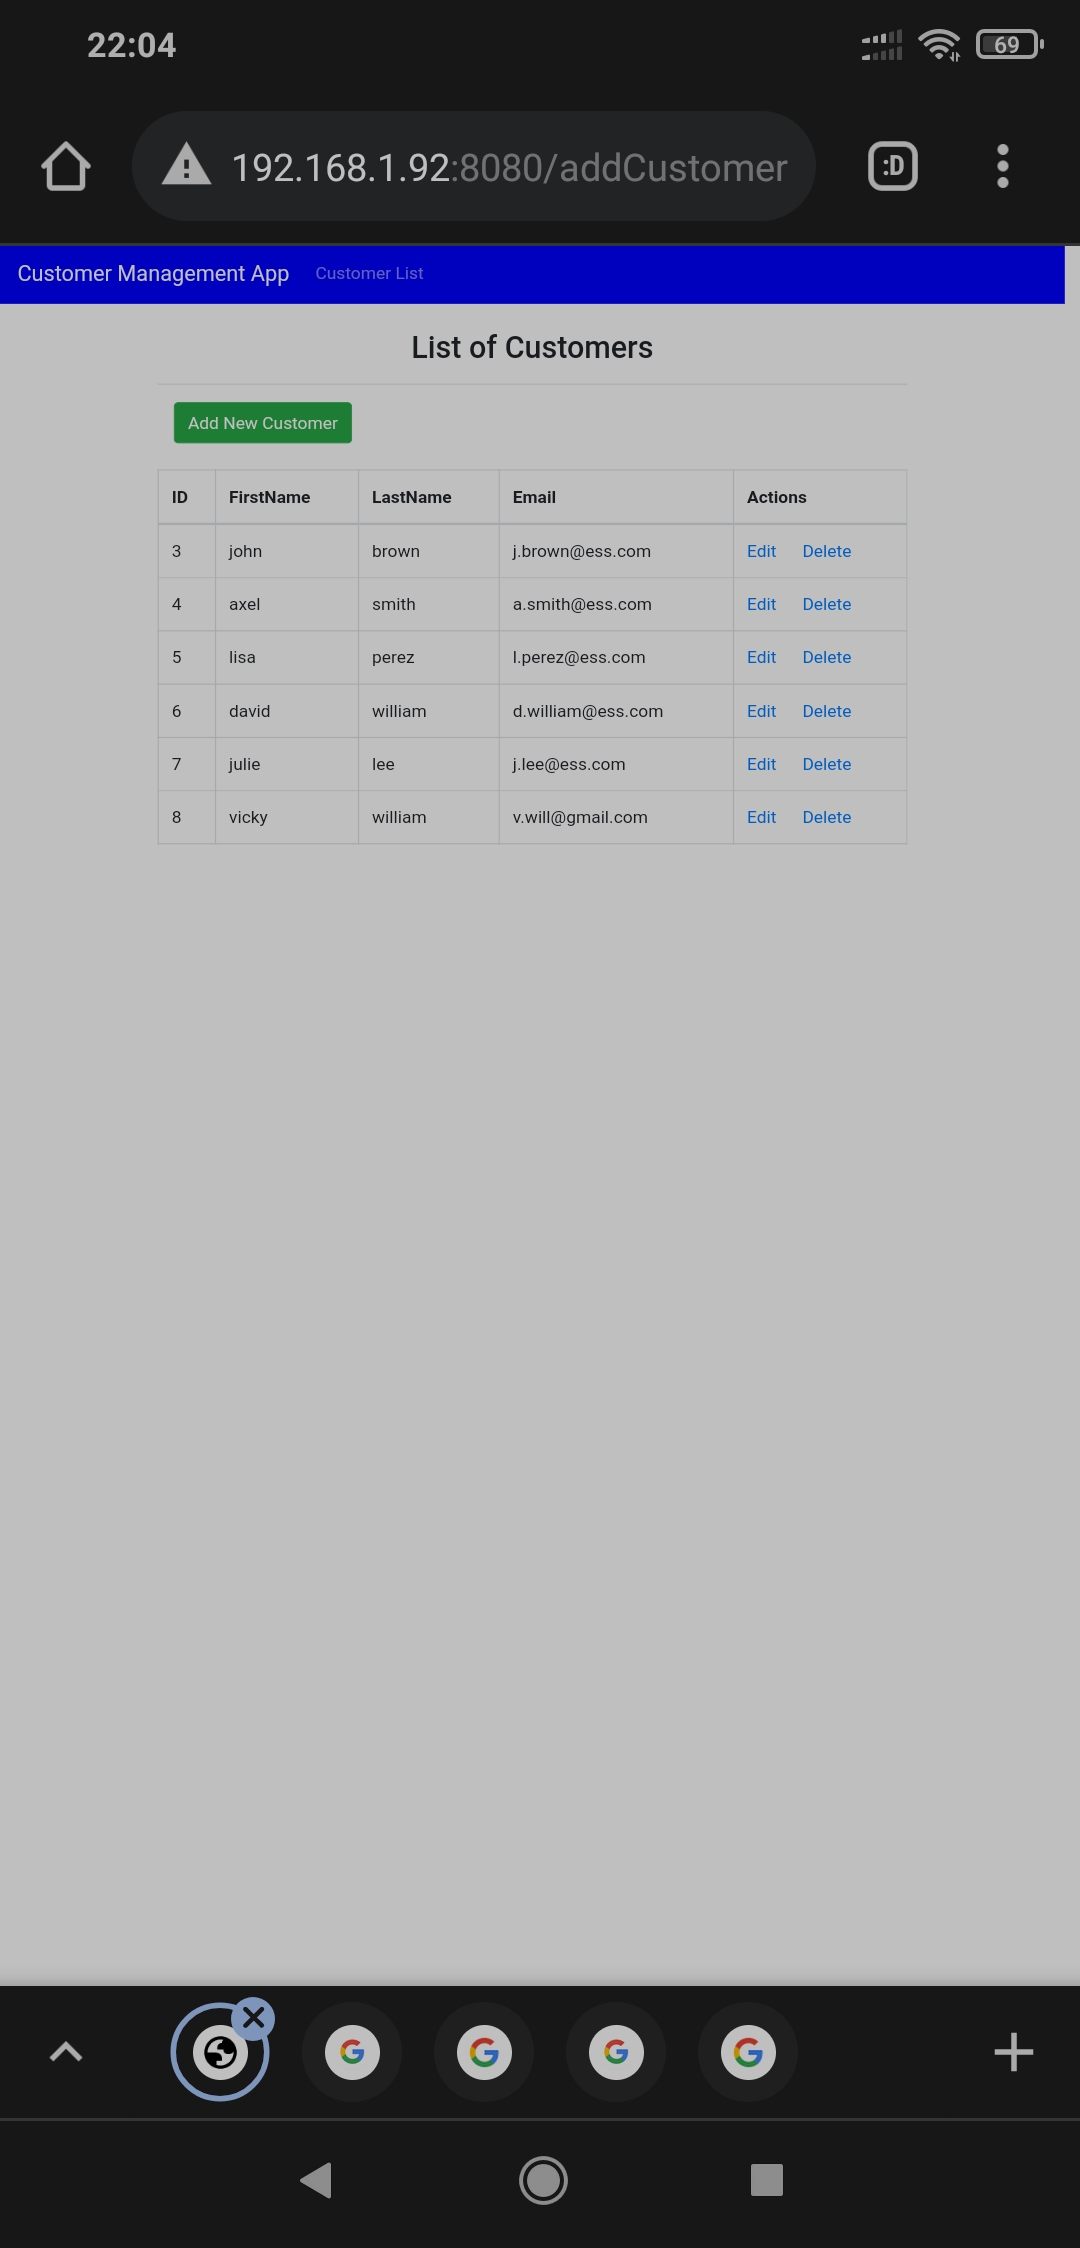 22:04 69
192.168.1.92:8080/addCustomer :D
Customer Management App Customer List
List of Customers
Add New Customer
ID FirstName LastName Email Actions
3 john brown j.brown@ess.com Edit Delete
4 axel smith a.smith@ess.com Edit Delete
5 lisa perez l.perez@ess.com Edit Delete
6 david william d.william@ess.com Edit Delete
7 julie lee j.lee@ess.com Edit Delete
8 vicky william v.will@gmail.com Edit Delete